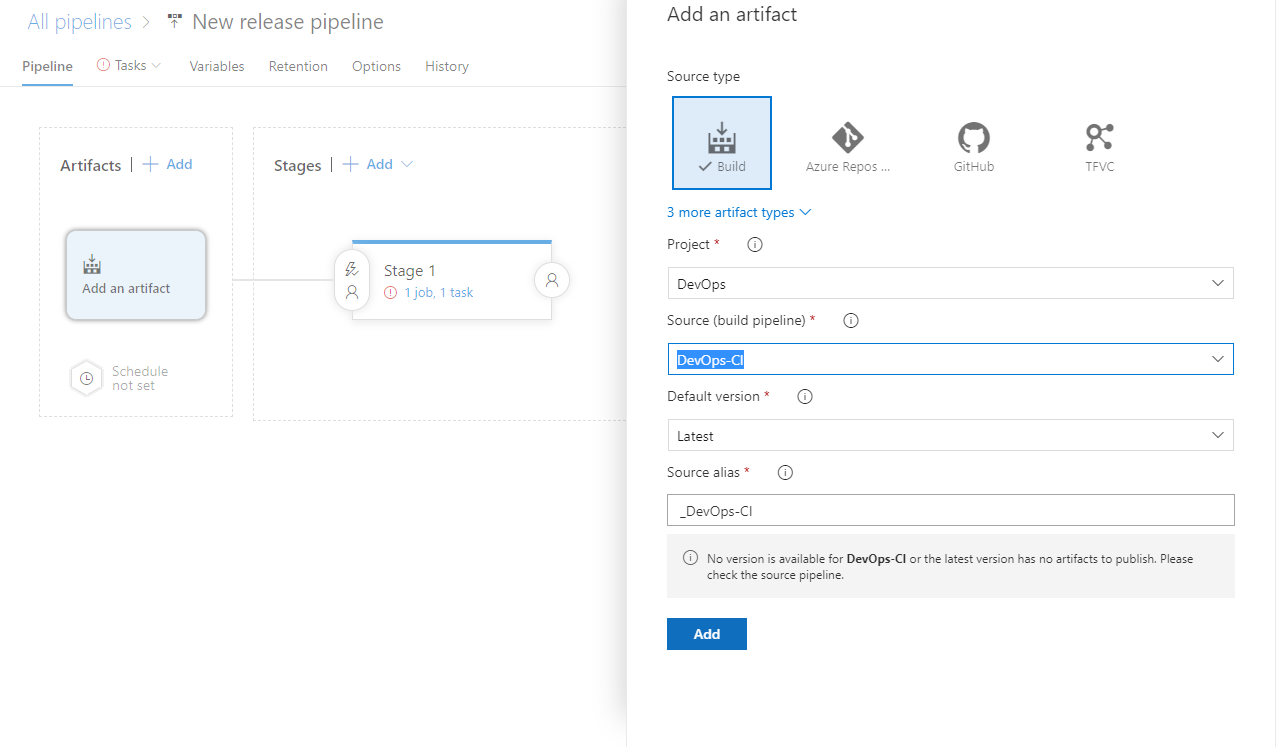 All pipelines > New release pipeline
Pipeline Tasks Variables Retention Options History
Artifacts | + Add
Stages | + Add
Add an artifact
Schedule
not set
Stage 1
1 job, 1 task
Add an artifact
Source type
Build
Azure Repos ...
GitHub
TFVC
3 more artifact types
Project *
DevOps
Source (build pipeline) *
DevOps-CI
Default version *
Latest
Source alias *
_DevOps-CI
No version is available for DevOps-CI or the latest version has no artifacts to publish. Please
check the source pipeline.
Add